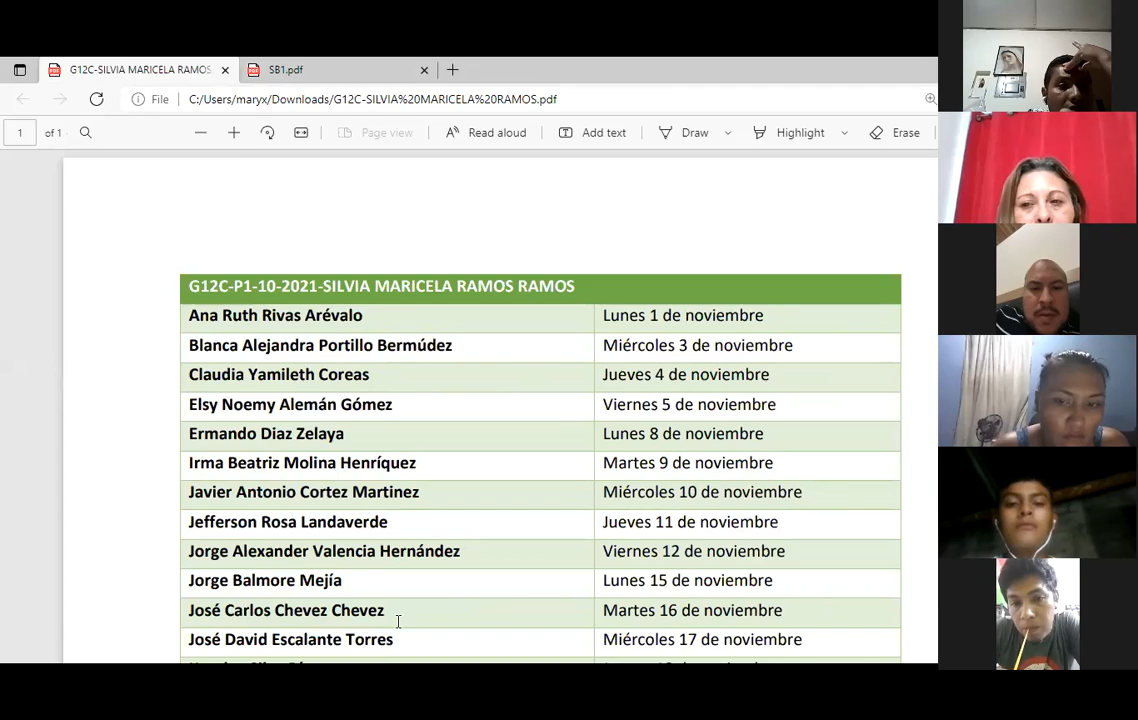 G12C-SILVIA MARICELA RAMOS
SB1.pdf
File C:/Users/maryx/Downloads/G12C-SILVIA%20MARICELA%20RAMOS.pdf
1 of 1 Page view Read aloud Add text Draw Highlight Erase
G12C-P1-10-2021-SILVIA MARICELA RAMOS RAMOS
Ana Ruth Rivas Arévalo Lunes 1 de noviembre
Blanca Alejandra Portillo Bermúdez Miércoles 3 de noviembre
Claudia Yamileth Coreas Jueves 4 de noviembre
Elsy Noemy Alemán Gómez Viernes 5 de noviembre
Ermando Diaz Zelaya Lunes 8 de noviembre
Irma Beatriz Molina Henríquez Martes 9 de noviembre
Javier Antonio Cortez Martinez Miércoles 10 de noviembre
Jefferson Rosa Landaverde Jueves 11 de noviembre
Jorge Alexander Valencia Hernández Viernes 12 de noviembre
Jorge Balmore Mejía Lunes 15 de noviembre
José Carlos Chevez Chevez Martes 16 de noviembre
José David Escalante Torres Miércoles 17 de noviembre